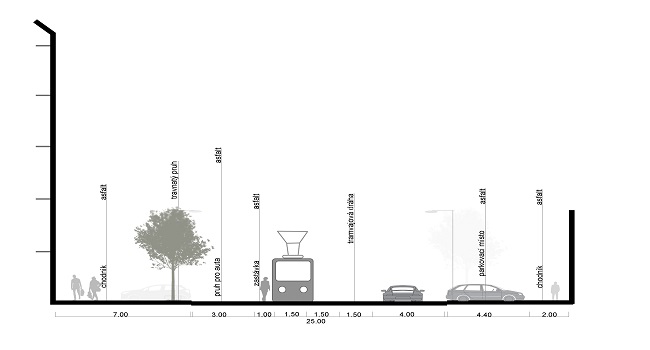 asfalt
chodník
travnatý pruh
asfalt
pruh pro auta
asfalt
zastávka
tramvajová dráha
asfalt
parkovací místo
asfalt
chodník
7.00 3.00 1.00 1.50 1.50 1.50 4.00 4.40 2.00
25.00